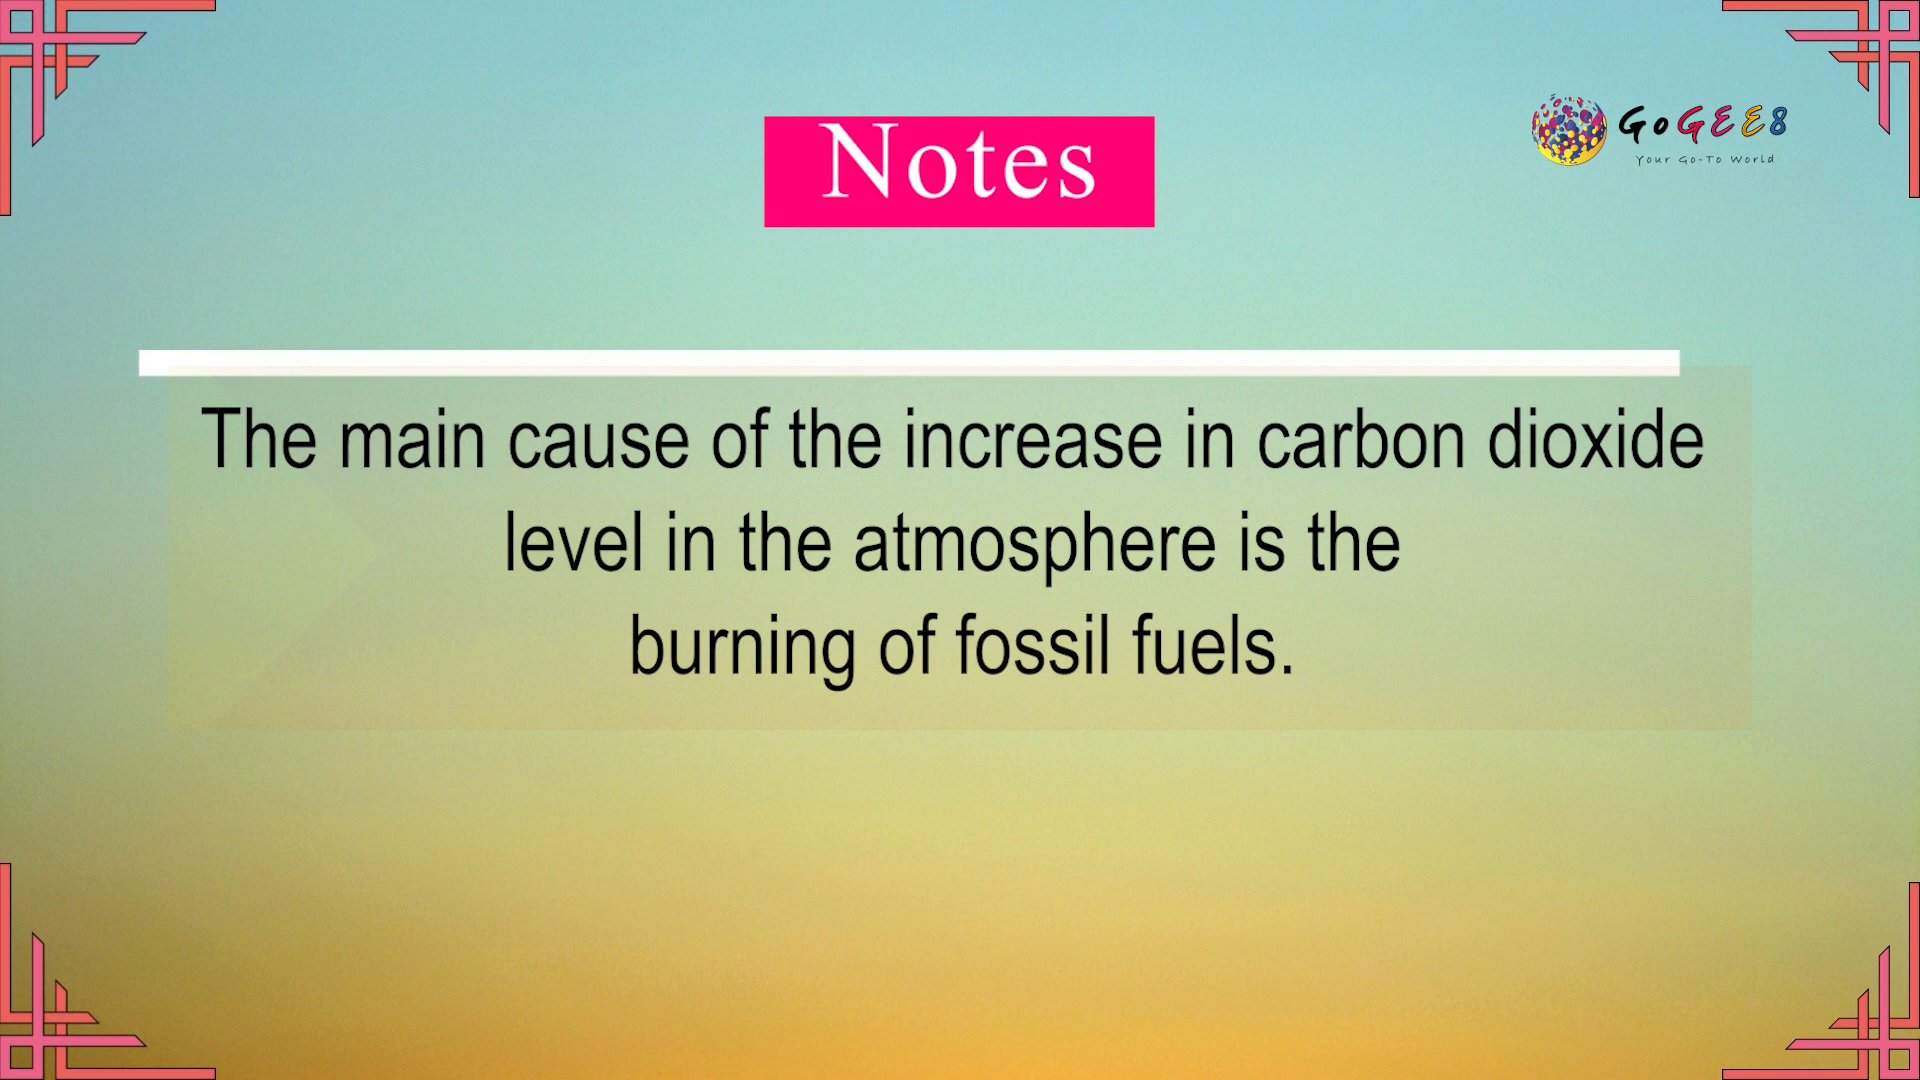 Notes
GoGEE8
Your Go-To World
The main cause of the increase in carbon dioxide
level in the atmosphere is the
burning of fossil fuels.